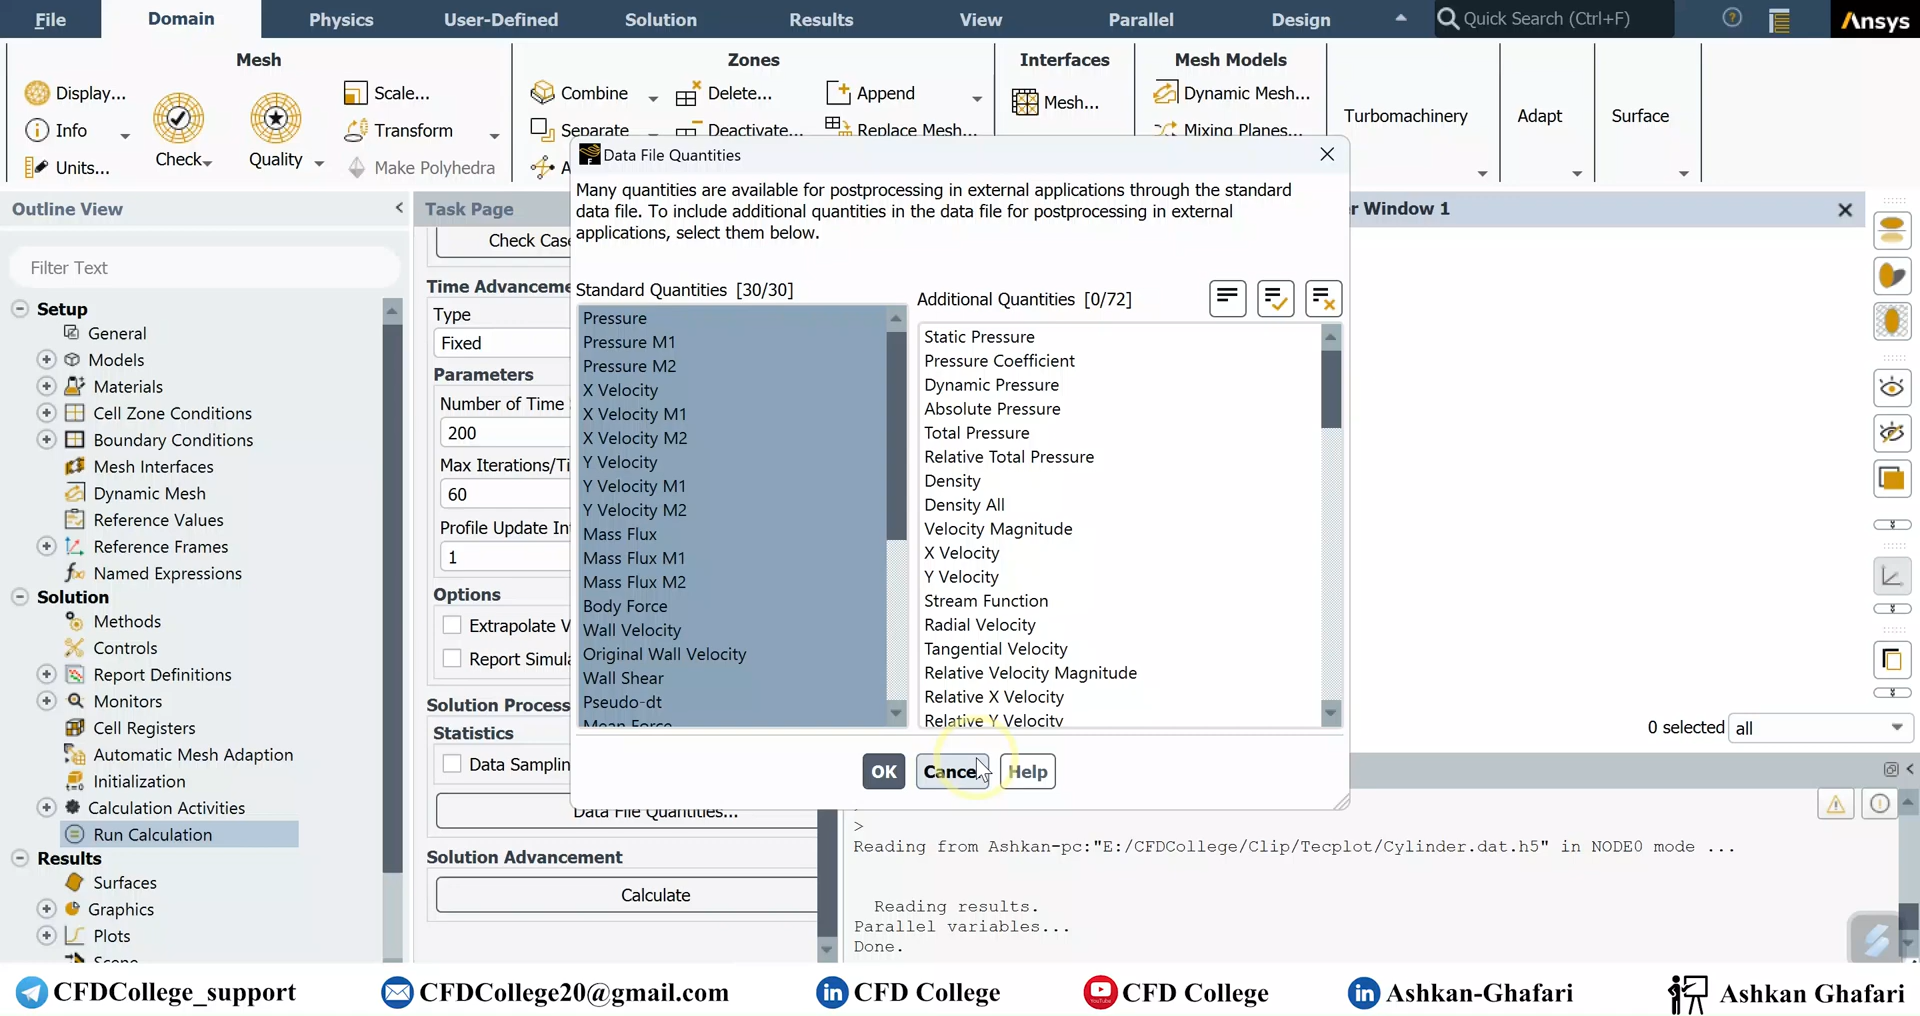 File
Domain
Physics
User-Defined
Solution
Results
View
Parallel
Design
Quick Search (Ctrl+F)
Ansys
Mesh
Zones
Interfaces
Mesh Models
Display...
Info
Units...
Check
Quality
Scale...
Transform
Make Polyhedra
Combine
Separate
Delete...
Deactivate...
Append
Replace Mesh...
Mesh...
Dynamic Mesh...
Mixing Planes...
Turbomachinery
Adapt
Surface
Outline View
Filter Text
Setup
General
Models
Materials
Cell Zone Conditions
Boundary Conditions
Mesh Interfaces
Dynamic Mesh
Reference Values
Reference Frames
Named Expressions
Solution
Methods
Controls
Report Definitions
Monitors
Cell Registers
Automatic Mesh Adaption
Initialization
Calculation Activities
Run Calculation
Results
Surfaces
Graphics
Plots
Scene
Task Page
Check Case
Time Advanceme
Type
Fixed
Parameters
Number of Time
200
Max Iterations/Ti
60
Profile Update In
1
Options
Extrapolate V
Report Simula
Solution Process
Statistics
Data Samplin
Data File Quantities...
Solution Advancement
Calculate
Data File Quantities
Many quantities are available for postprocessing in external applications through the standard
data file. To include additional quantities in the data file for postprocessing in external
applications, select them below.
Standard Quantities [30/30]
Pressure
Pressure M1
Pressure M2
X Velocity
X Velocity M1
X Velocity M2
Y Velocity
Y Velocity M1
Y Velocity M2
Mass Flux
Mass Flux M1
Mass Flux M2
Body Force
Wall Velocity
Original Wall Velocity
Wall Shear
Pseudo-dt
Mean Force
Additional Quantities [0/72]
Static Pressure
Pressure Coefficient
Dynamic Pressure
Absolute Pressure
Total Pressure
Relative Total Pressure
Density
Density All
Velocity Magnitude
X Velocity
Y Velocity
Stream Function
Radial Velocity
Tangential Velocity
Relative Velocity Magnitude
Relative X Velocity
Relative Y Velocity
OK
Cancel
Help
r Window 1
0 selected
all
>
Reading from Ashkan-pc:"E:/CFDCollege/Clip/Tecplot/Cylinder.dat.h5" in NODE0 mode ...
Reading results.
Parallel variables...
Done.
CFDCollege_support
CFDCollege20@gmail.com
CFD College
CFD College
Ashkan-Ghafari
Ashkan Ghafari